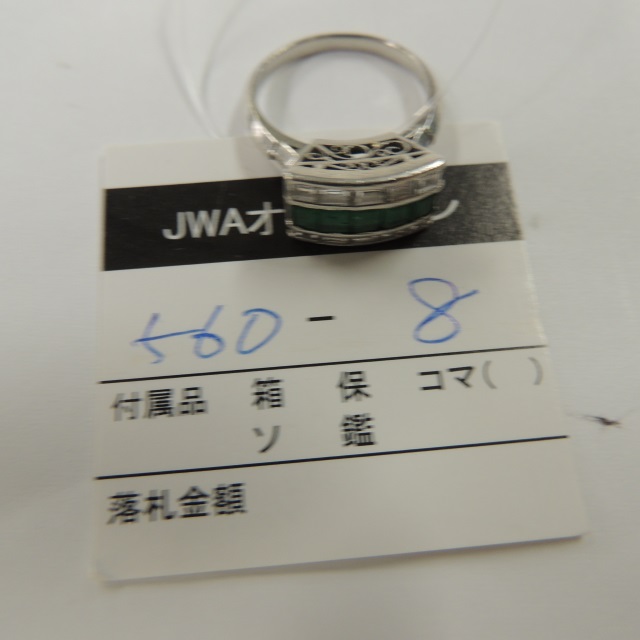 JWAオ ン
560-8
付属品 箱 保 コマ( )
ソ 鑑
落札金額